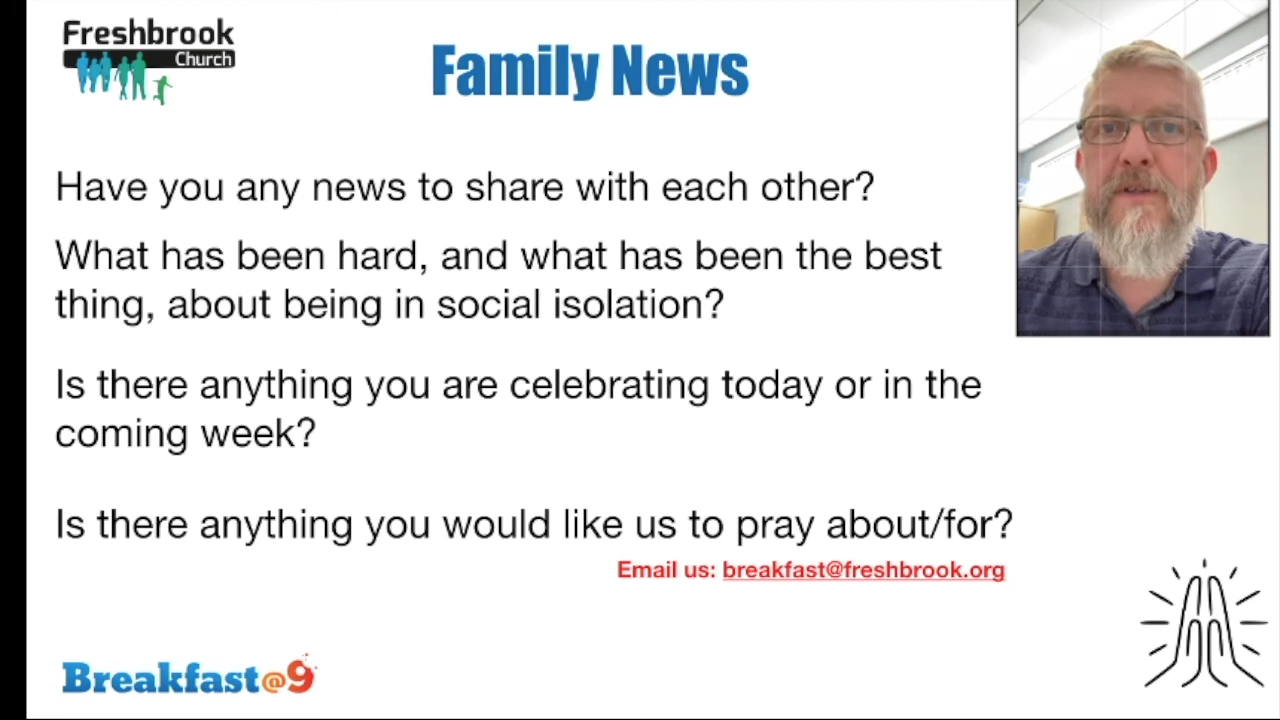 Freshbrook
Church
Family News
Have you any news to share with each other?
What has been hard, and what has been the best
thing, about being in social isolation?
Is there anything you are celebrating today or in the
coming week?
Is there anything you would like us to pray about/for?
Email us: breakfast@freshbrook.org
Breakfast@9